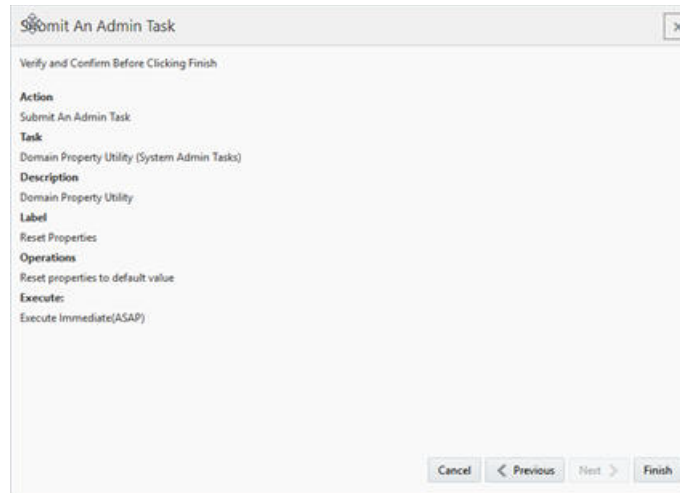 Submit An Admin Task
Verify and Confirm Before Clicking Finish
Action
Submit An Admin Task
Task
Domain Property Utility (System Admin Tasks)
Description
Domain Property Utility
Label
Reset Properties
Operations
Reset properties to default value
Execute:
Execute Immediate(ASAP)
Cancel Previous Next Finish